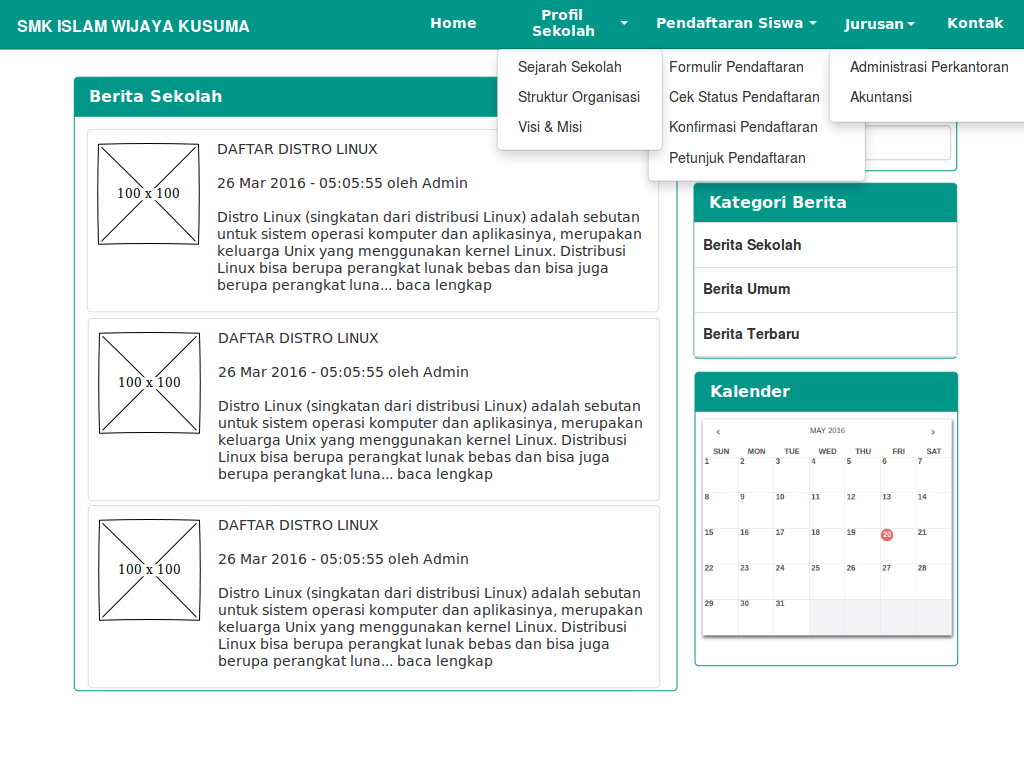 SMK ISLAM WIJAYA KUSUMA
Home
Profil
Sekolah
Pendaftaran Siswa
Jurusan
Kontak
Sejarah Sekolah
Struktur Organisasi
Visi & Misi
Formulir Pendaftaran
Cek Status Pendaftaran
Konfirmasi Pendaftaran
Petunjuk Pendaftaran
Administrasi Perkantoran
Akuntansi
Berita Sekolah
100 x 100
DAFTAR DISTRO LINUX
26 Mar 2016 - 05:05:55 oleh Admin
Distro Linux (singkatan dari distribusi Linux) adalah sebutan
untuk sistem operasi komputer dan aplikasinya, merupakan
keluarga Unix yang menggunakan kernel Linux. Distribusi
Linux bisa berupa perangkat lunak bebas dan bisa juga
berupa perangkat luna... baca lengkap
100 x 100
DAFTAR DISTRO LINUX
26 Mar 2016 - 05:05:55 oleh Admin
Distro Linux (singkatan dari distribusi Linux) adalah sebutan
untuk sistem operasi komputer dan aplikasinya, merupakan
keluarga Unix yang menggunakan kernel Linux. Distribusi
Linux bisa berupa perangkat lunak bebas dan bisa juga
berupa perangkat luna... baca lengkap
100 x 100
DAFTAR DISTRO LINUX
26 Mar 2016 - 05:05:55 oleh Admin
Distro Linux (singkatan dari distribusi Linux) adalah sebutan
untuk sistem operasi komputer dan aplikasinya, merupakan
keluarga Unix yang menggunakan kernel Linux. Distribusi
Linux bisa berupa perangkat lunak bebas dan bisa juga
berupa perangkat luna... baca lengkap
Kategori Berita
Berita Sekolah
Berita Umum
Berita Terbaru
Kalender
‹ MAY 2016 ›
SUN MON TUE WED THU FRI SAT
1 2 3 4 5 6 7
8 9 10 11 12 13 14
15 16 17 18 19 20 21
22 23 24 25 26 27 28
29 30 31